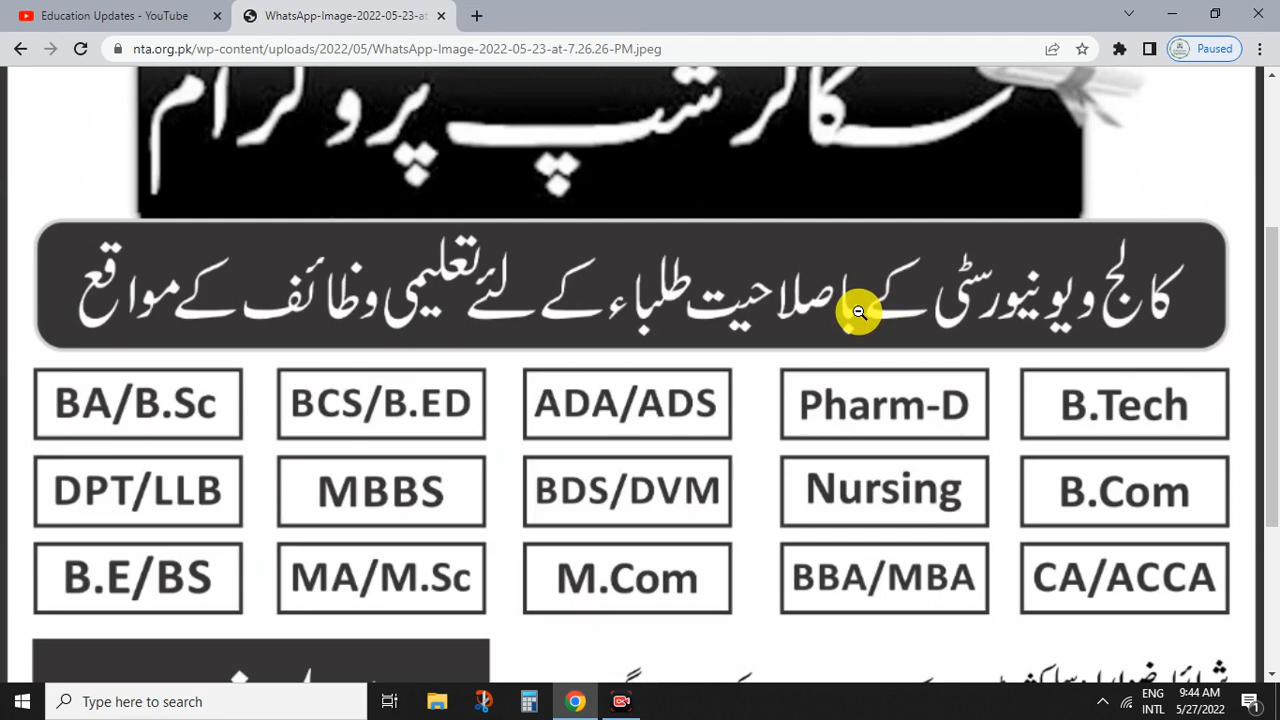 Education Updates - YouTube
WhatsApp-Image-2022-05-23-at
nta.org.pk/wp-content/uploads/2022/05/WhatsApp-Image-2022-05-23-at-7.26.26-PM.jpeg
Paused
سکالرشپ پروگرام
کالج ویونیورسٹی کے باصلاحیت طلباء کے لئے تعلیمی وظائف کے مواقع
BA/B.Sc BCS/B.ED ADA/ADS Pharm-D B.Tech
DPT/LLB MBBS BDS/DVM Nursing B.Com
B.E/BS MA/M.Sc M.Com BBA/MBA CA/ACCA
Type here to search
ENG 9:44 AM
INTL 5/27/2022
1